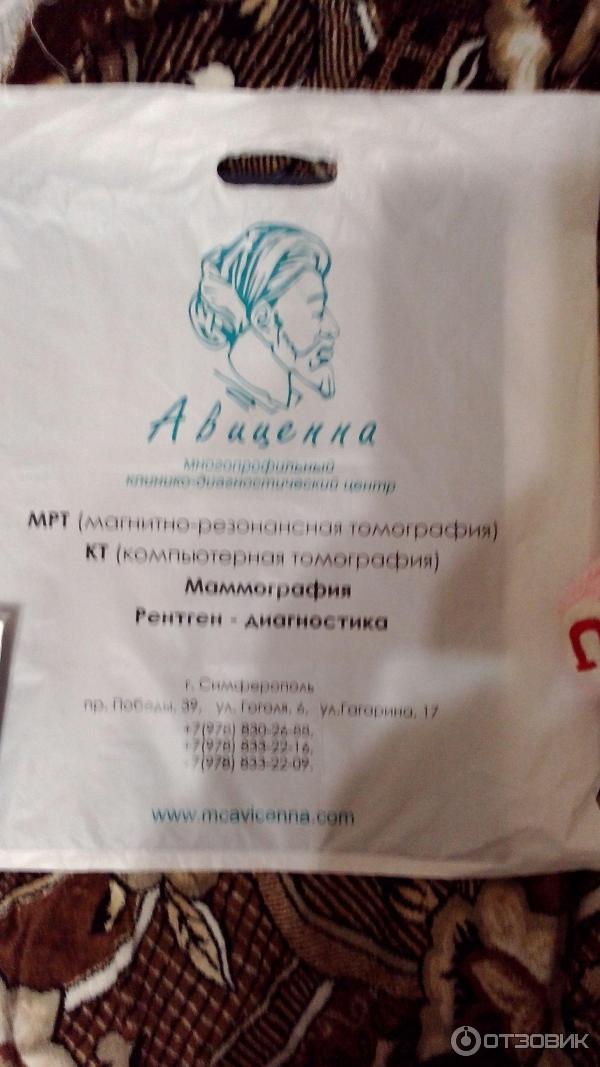 Авиценна
многопрофильный
клинико-диагностический центр
МРТ (магнитно-резонансная томография)
КТ (компьютерная томография)
Маммография
Рентген - диагностика
г. Симферополь
пр. Победы, 39, ул. Гоголя, 6, ул.Гагарина, 17
+7(978) 830-26-88,
+7(978) 833-22-16,
+7(978) 833-22-09,
www.mcavicenna.com
ОТЗОВИК